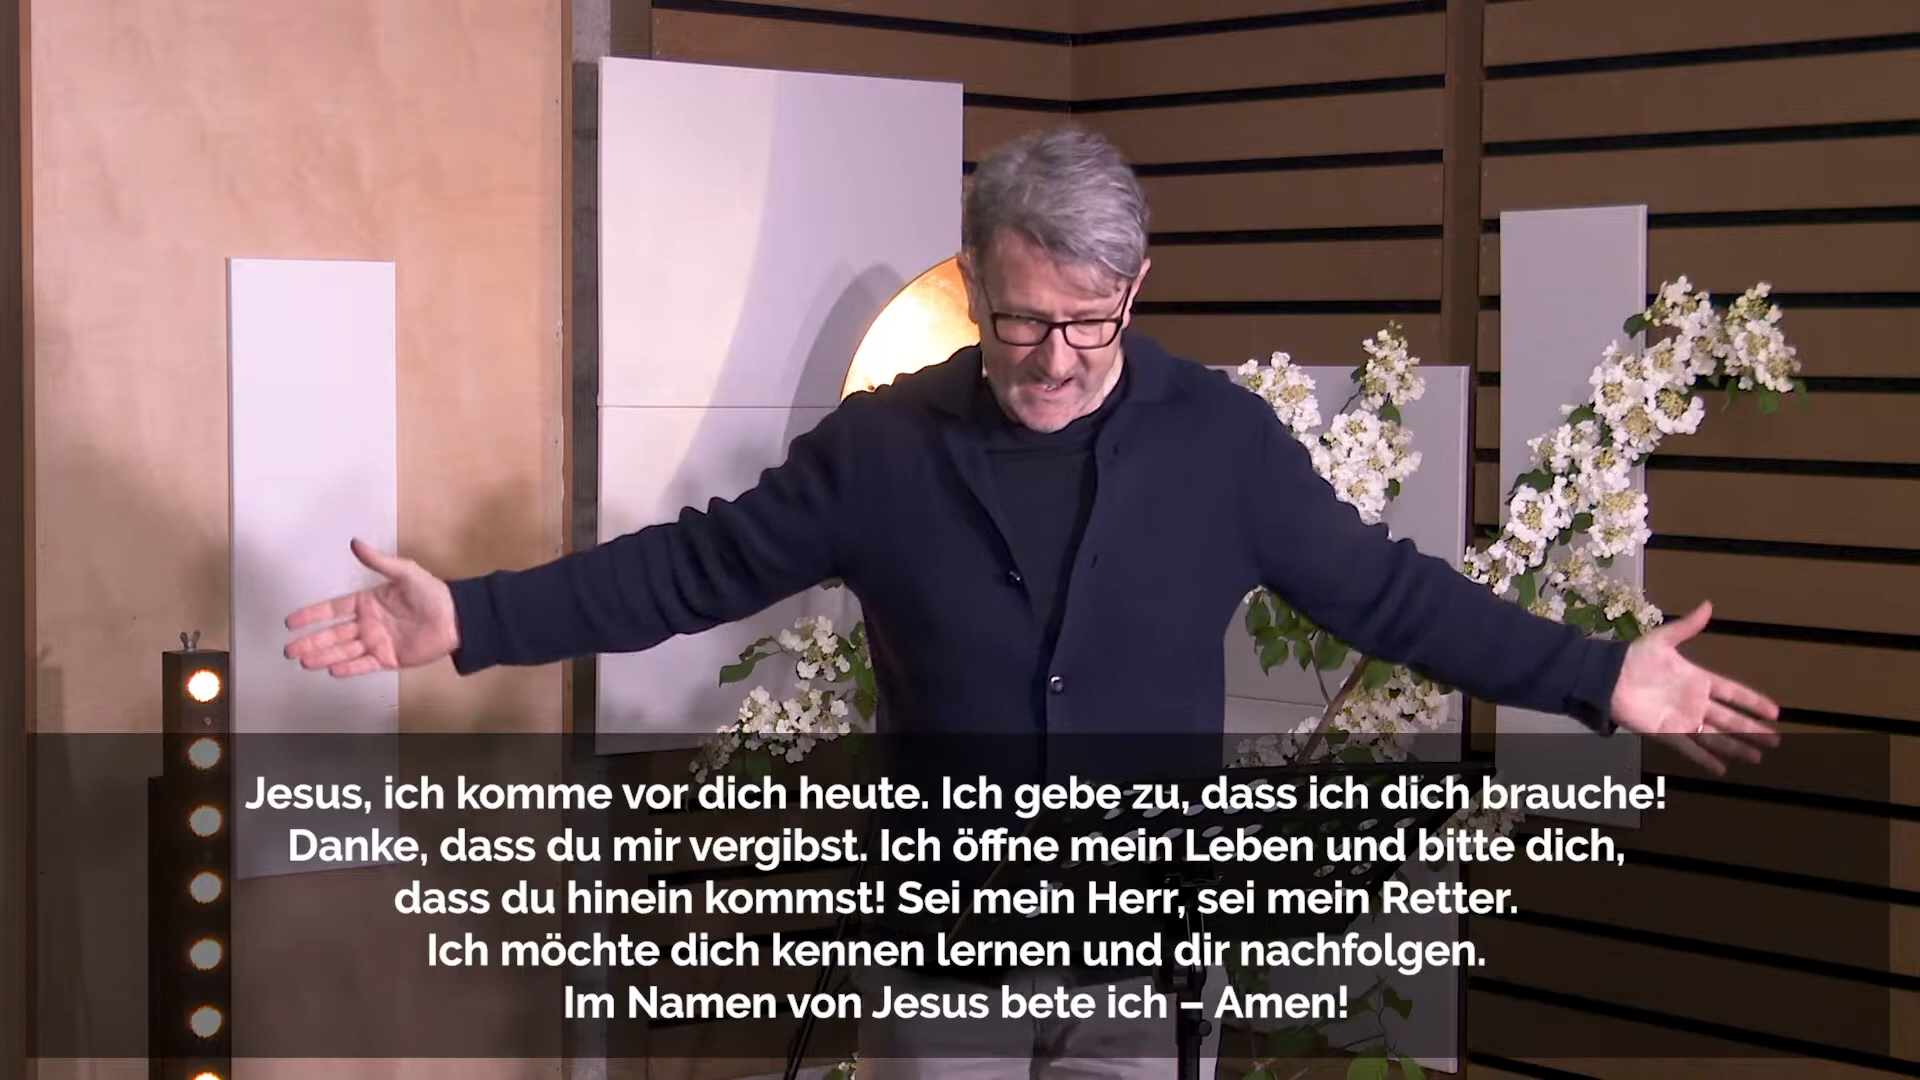 Jesus, ich komme vor dich heute. Ich gebe zu, dass ich dich brauche!
Danke, dass du mir vergibst. Ich öffne mein Leben und bitte dich,
dass du hinein kommst! Sei mein Herr, sei mein Retter.
Ich möchte dich kennen lernen und dir nachfolgen.
Im Namen von Jesus bete ich – Amen!